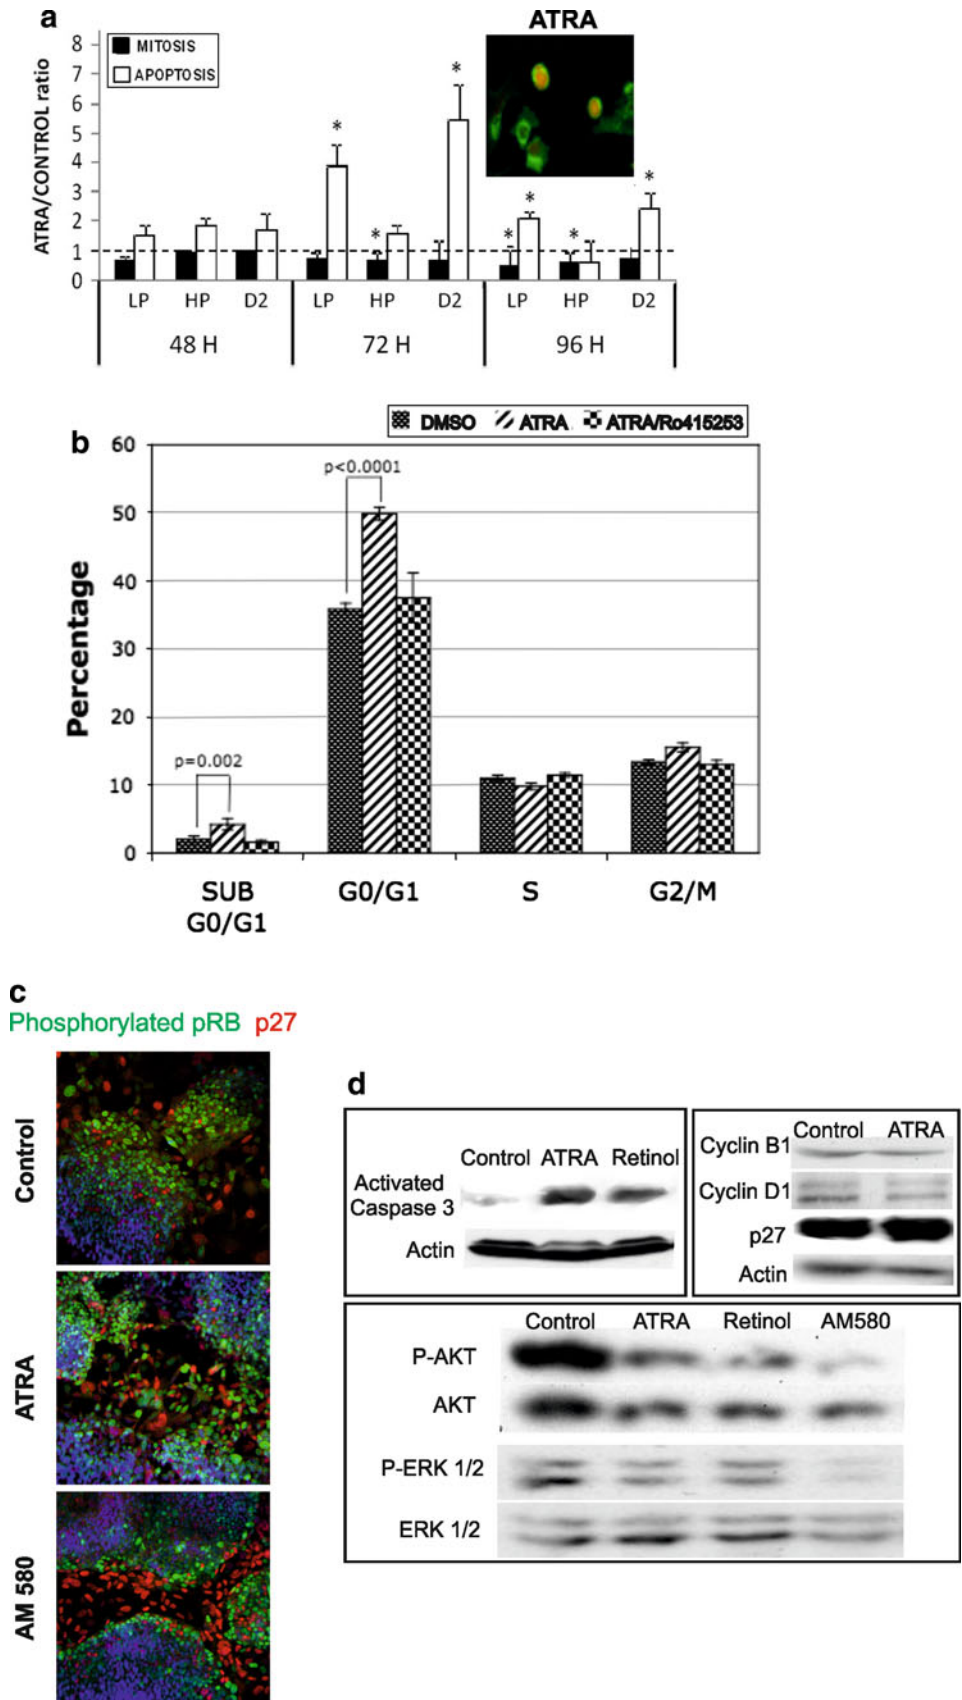 a
ATRA
MITOSIS
APOPTOSIS
ATRA/CONTROL ratio
8
7
6
5
4
3
2
1
0
*
*
*
*
*
*
*
LP HP D2 LP HP D2 LP HP D2
48 H 72 H 96 H
b
DMSO ATRA ATRA/Ro415253
Percentage
60
50
40
30
20
10
0
p=0.002
p<0.0001
SUB G0/G1 S G2/M
G0/G1
c
Phosphorylated pRB p27
Control
ATRA
AM 580
d
Control ATRA Retinol
Activated
Caspase 3
Actin
Control ATRA
Cyclin B1
Cyclin D1
p27
Actin
Control ATRA Retinol AM580
P-AKT
AKT
P-ERK 1/2
ERK 1/2